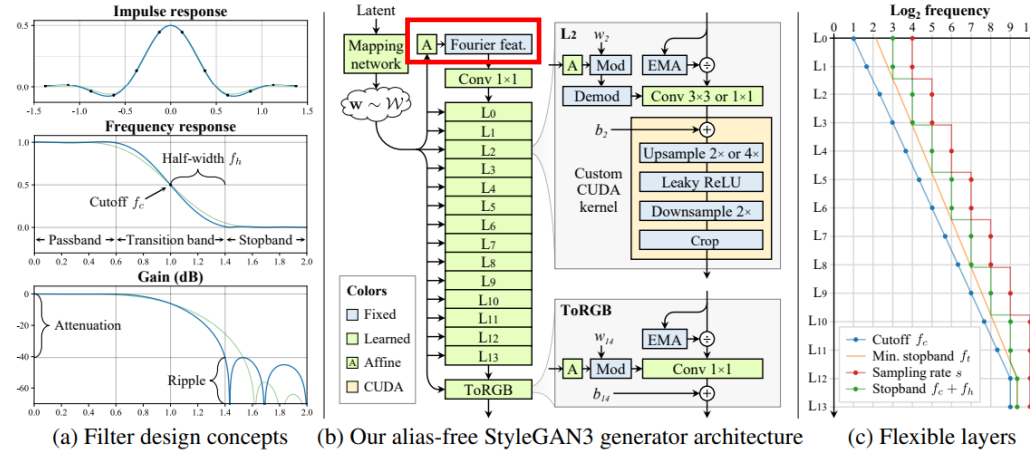 Impulse response
0.5
0.0
−1.5 −1.0 −0.5 0.0 0.5 1.0 1.5
Frequency response
1.0
Half-width f_h
0.5
Cutoff f_c
0.0
Passband Transition band Stopband
0.0 0.2 0.4 0.6 0.8 1.0 1.2 1.4 1.6 1.8 2.0
Gain (dB)
0
Attenuation
−20
−40
Ripple
−60
0.0 0.2 0.4 0.6 0.8 1.0 1.2 1.4 1.6 1.8 2.0
(a) Filter design concepts
Latent
Mapping network
w ~ W
A
Fourier feat.
Conv 1×1
L0
L1
L2
L3
L4
L5
L6
L7
L8
L9
L10
L11
L12
L13
ToRGB
Colors
Fixed
Learned
A Affine
CUDA
L2
w2
A
Mod
EMA
÷
Demod
Conv 3×3 or 1×1
b2
+
Custom CUDA kernel
Upsample 2× or 4×
Leaky ReLU
Downsample 2×
Crop
ToRGB
EMA
÷
w14
A
Mod
Conv 1×1
b14
+
(b) Our alias-free StyleGAN3 generator architecture
Log2 frequency
0 1 2 3 4 5 6 7 8 9
L0
L1
L2
L3
L4
L5
L6
L7
L8
L9
L10
L11
L12
L13
Cutoff f_c
Min. stopband f_t
Sampling rate s
Stopband f_c + f_h
(c) Flexible layers